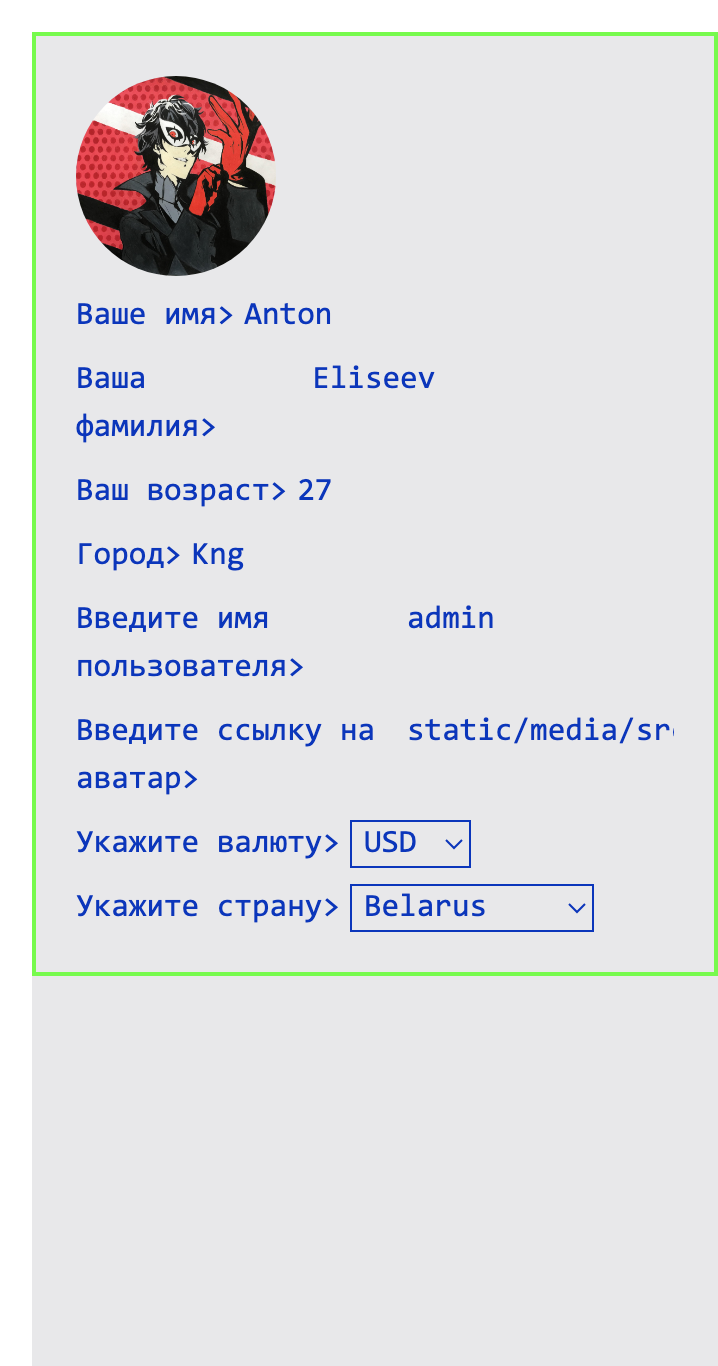 Ваше имя> Anton
Ваша Eliseev
фамилия>
Ваш возраст> 27
Город> Kng
Введите имя admin
пользователя>
Введите ссылку на static/media/sr
аватар>
Укажите валюту> USD
Укажите страну> Belarus